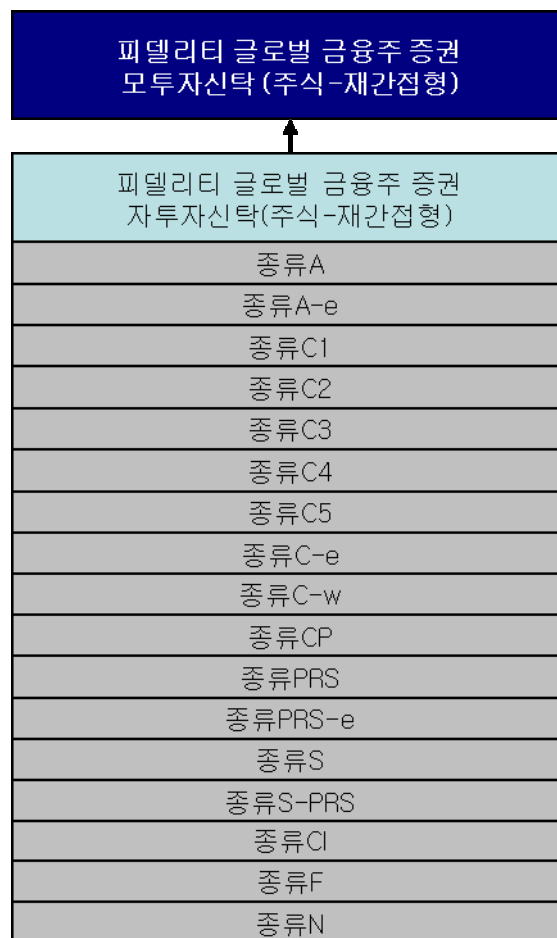 피델리티 글로벌 금융주 증권
모투자신탁 (주식-재간접형)
피델리티 글로벌 금융주 증권
자투자신탁(주식-재간접형)
종류A
종류A-e
종류C1
종류C2
종류C3
종류C4
종류C5
종류C-e
종류C-w
종류CP
종류PRS
종류PRS-e
종류S
종류S-PRS
종류CI
종류F
종류N